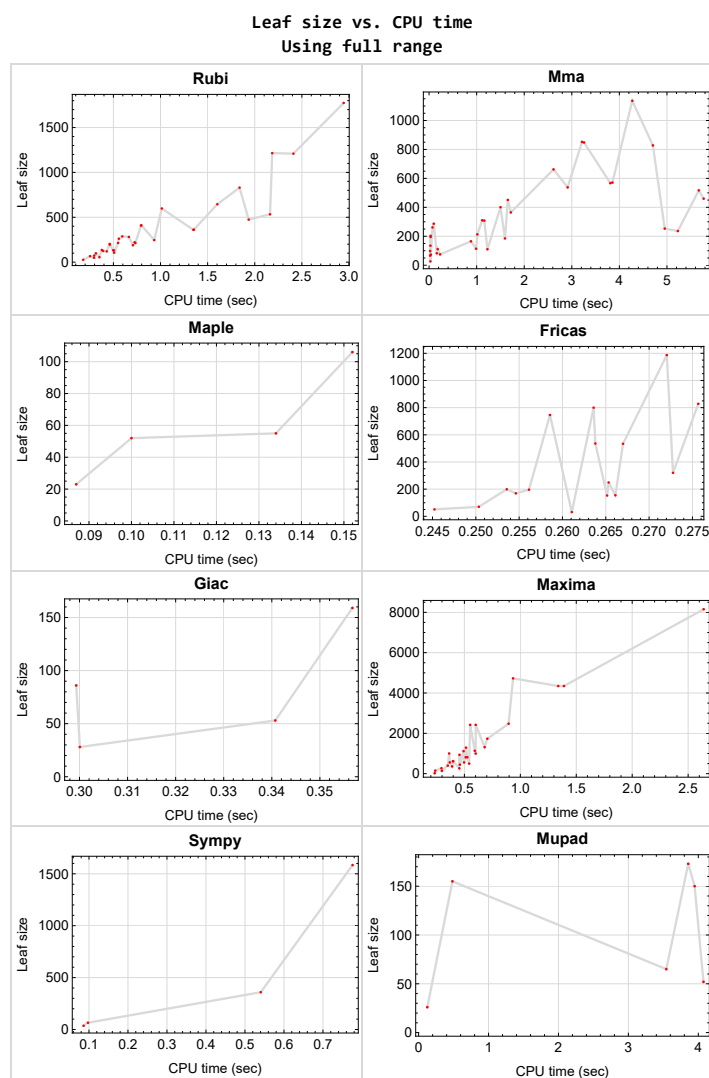 Leaf size vs. CPU time
Using full range
Rubi
Leaf size
1500
1000
500
0
0.5 1.0 1.5 2.0 2.5 3.0
CPU time (sec)
Mma
Leaf size
1000
800
600
400
200
0
0 1 2 3 4 5 6
CPU time (sec)
Maple
Leaf size
100
80
60
40
20
0
0.09 0.10 0.11 0.12 0.13 0.14 0.15
CPU time (sec)
Fricas
Leaf size
1200
1000
800
600
400
200
0
0.245 0.250 0.255 0.260 0.265 0.270 0.275
CPU time (sec)
Giac
Leaf size
150
100
50
0
0.30 0.31 0.32 0.33 0.34 0.35
CPU time (sec)
Maxima
Leaf size
8000
6000
4000
2000
0
0.5 1.0 1.5 2.0 2.5
CPU time (sec)
Sympy
Leaf size
1500
1000
500
0
0.1 0.2 0.3 0.4 0.5 0.6 0.7
CPU time (sec)
Mupad
Leaf size
150
100
50
0
0 1 2 3 4
CPU time (sec)